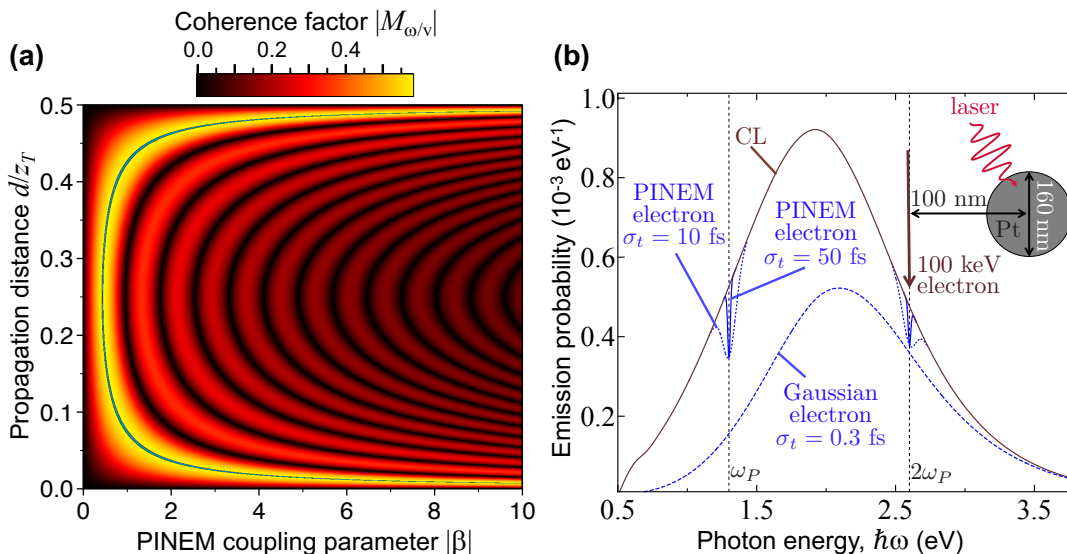 Coherence factor |M_{ω/v}|
(a)
0.0 0.2 0.4
Propagation distance d/z_T
0.5
0.4
0.3
0.2
0.1
0.0
0 2 4 6 8 10
PINEM coupling parameter |β|
(b)
Emission probability (10⁻³ eV⁻¹)
1.0
0.8
0.6
0.4
0.2
0.5 1.5 2.5 3.5
Photon energy, ħω (eV)
CL
PINEM
electron
σ_t = 10 fs
PINEM
electron
σ_t = 50 fs
Gaussian
electron
σ_t = 0.3 fs
ω_P
2ω_P
laser
100 nm
160 nm
Pt
100 keV
electron